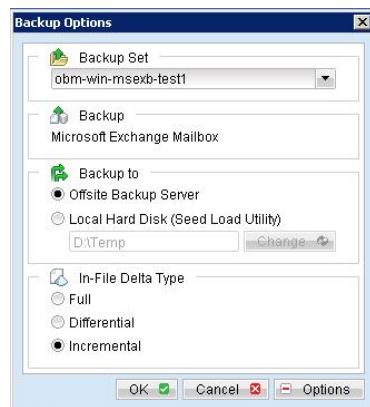 Backup Options
Backup Set
obm-win-msexb-test1
Backup
Microsoft Exchange Mailbox
Backup to
Offsite Backup Server
Local Hard Disk (Seed Load Utility)
D:\Temp
Change
In-File Delta Type
Full
Differential
Incremental
OK Cancel Options